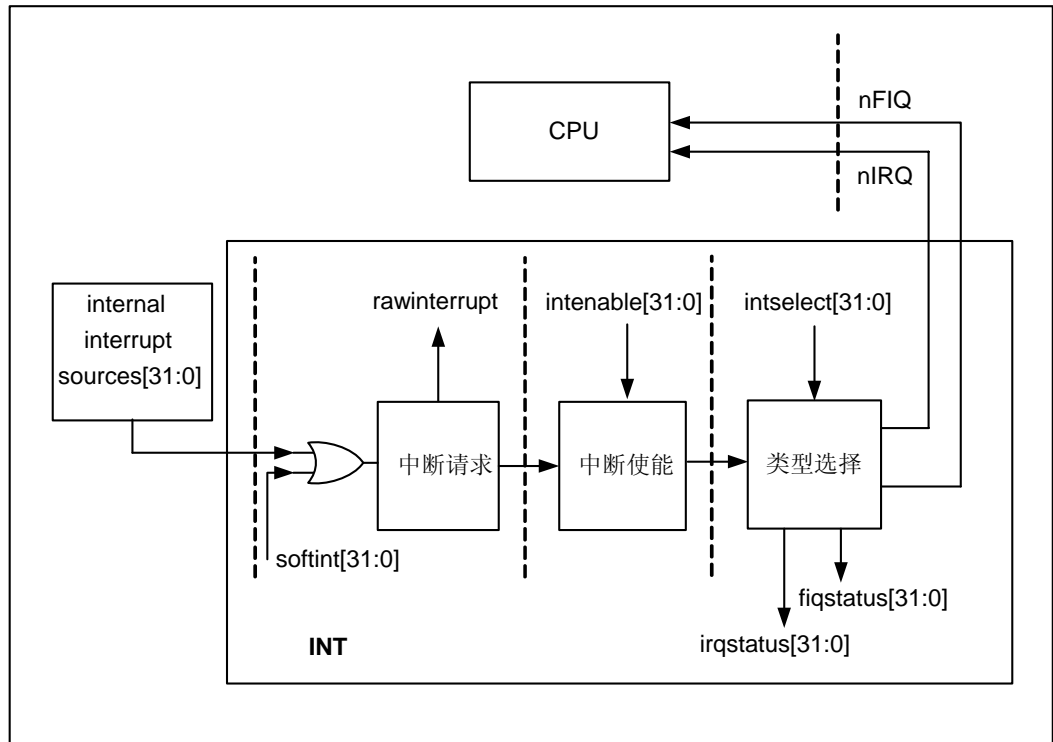 nFIQ
CPU
nIRQ
internal
interrupt
sources[31:0]
rawinterrupt
intenable[31:0]
intselect[31:0]
中断请求
中断使能
类型选择
softint[31:0]
fiqstatus[31:0]
irqstatus[31:0]
INT